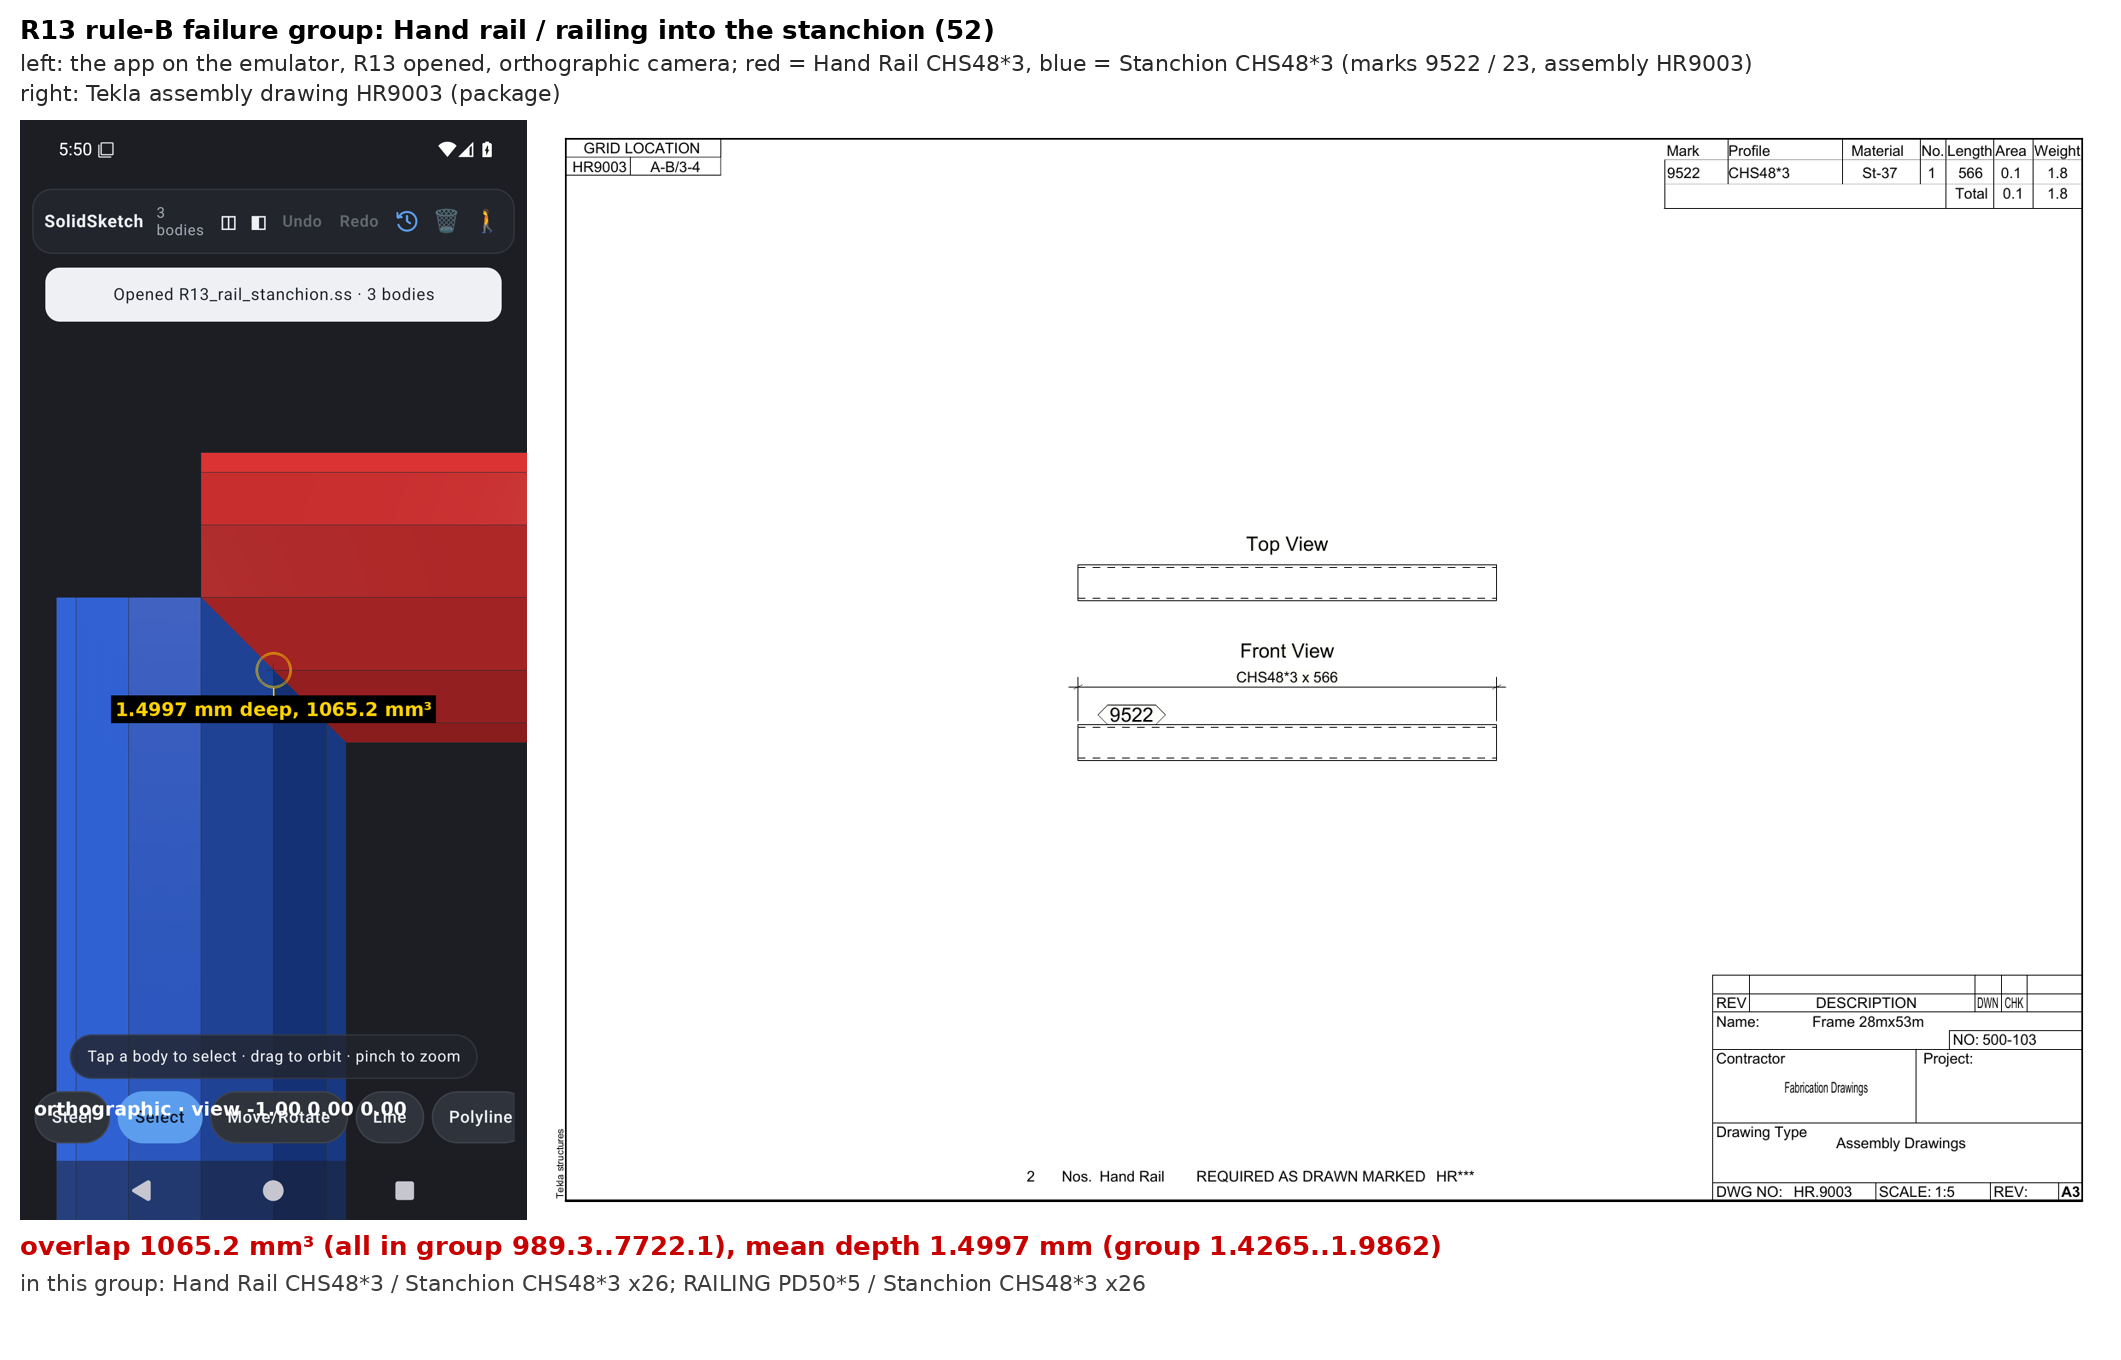 R13 rule-B failure group: Hand rail / railing into the stanchion (52)
left: the app on the emulator, R13 opened, orthographic camera; red = Hand Rail CHS48*3, blue = Stanchion CHS48*3 (marks 9522 / 23, assembly HR9003)
right: Tekla assembly drawing HR9003 (package)
5:50
SolidSketch 3 bodies Undo Redo
Opened R13_rail_stanchion.ss · 3 bodies
1.4997 mm deep, 1065.2 mm³
Tap a body to select · drag to orbit · pinch to zoom
orthographic · view -1.00 0.00 0.00
Steel Select Move/Rotate Line Polyline
GRID LOCATION
HR9003 A-B/3-4
Mark Profile Material No. Length Area Weight
9522 CHS48*3 St-37 1 566 0.1 1.8
Total 0.1 1.8
Top View
Front View
CHS48*3 x 566
9522
REV DESCRIPTION DWN CHK
Name: Frame 28mx53m
NO: 500-103
Contractor Project:
Fabrication Drawings
Drawing Type
Assembly Drawings
Tekla structures
2 Nos. Hand Rail REQUIRED AS DRAWN MARKED HR***
DWG NO: HR.9003 SCALE: 1:5 REV: A3
overlap 1065.2 mm³ (all in group 989.3..7722.1), mean depth 1.4997 mm (group 1.4265..1.9862)
in this group: Hand Rail CHS48*3 / Stanchion CHS48*3 x26; RAILING PD50*5 / Stanchion CHS48*3 x26